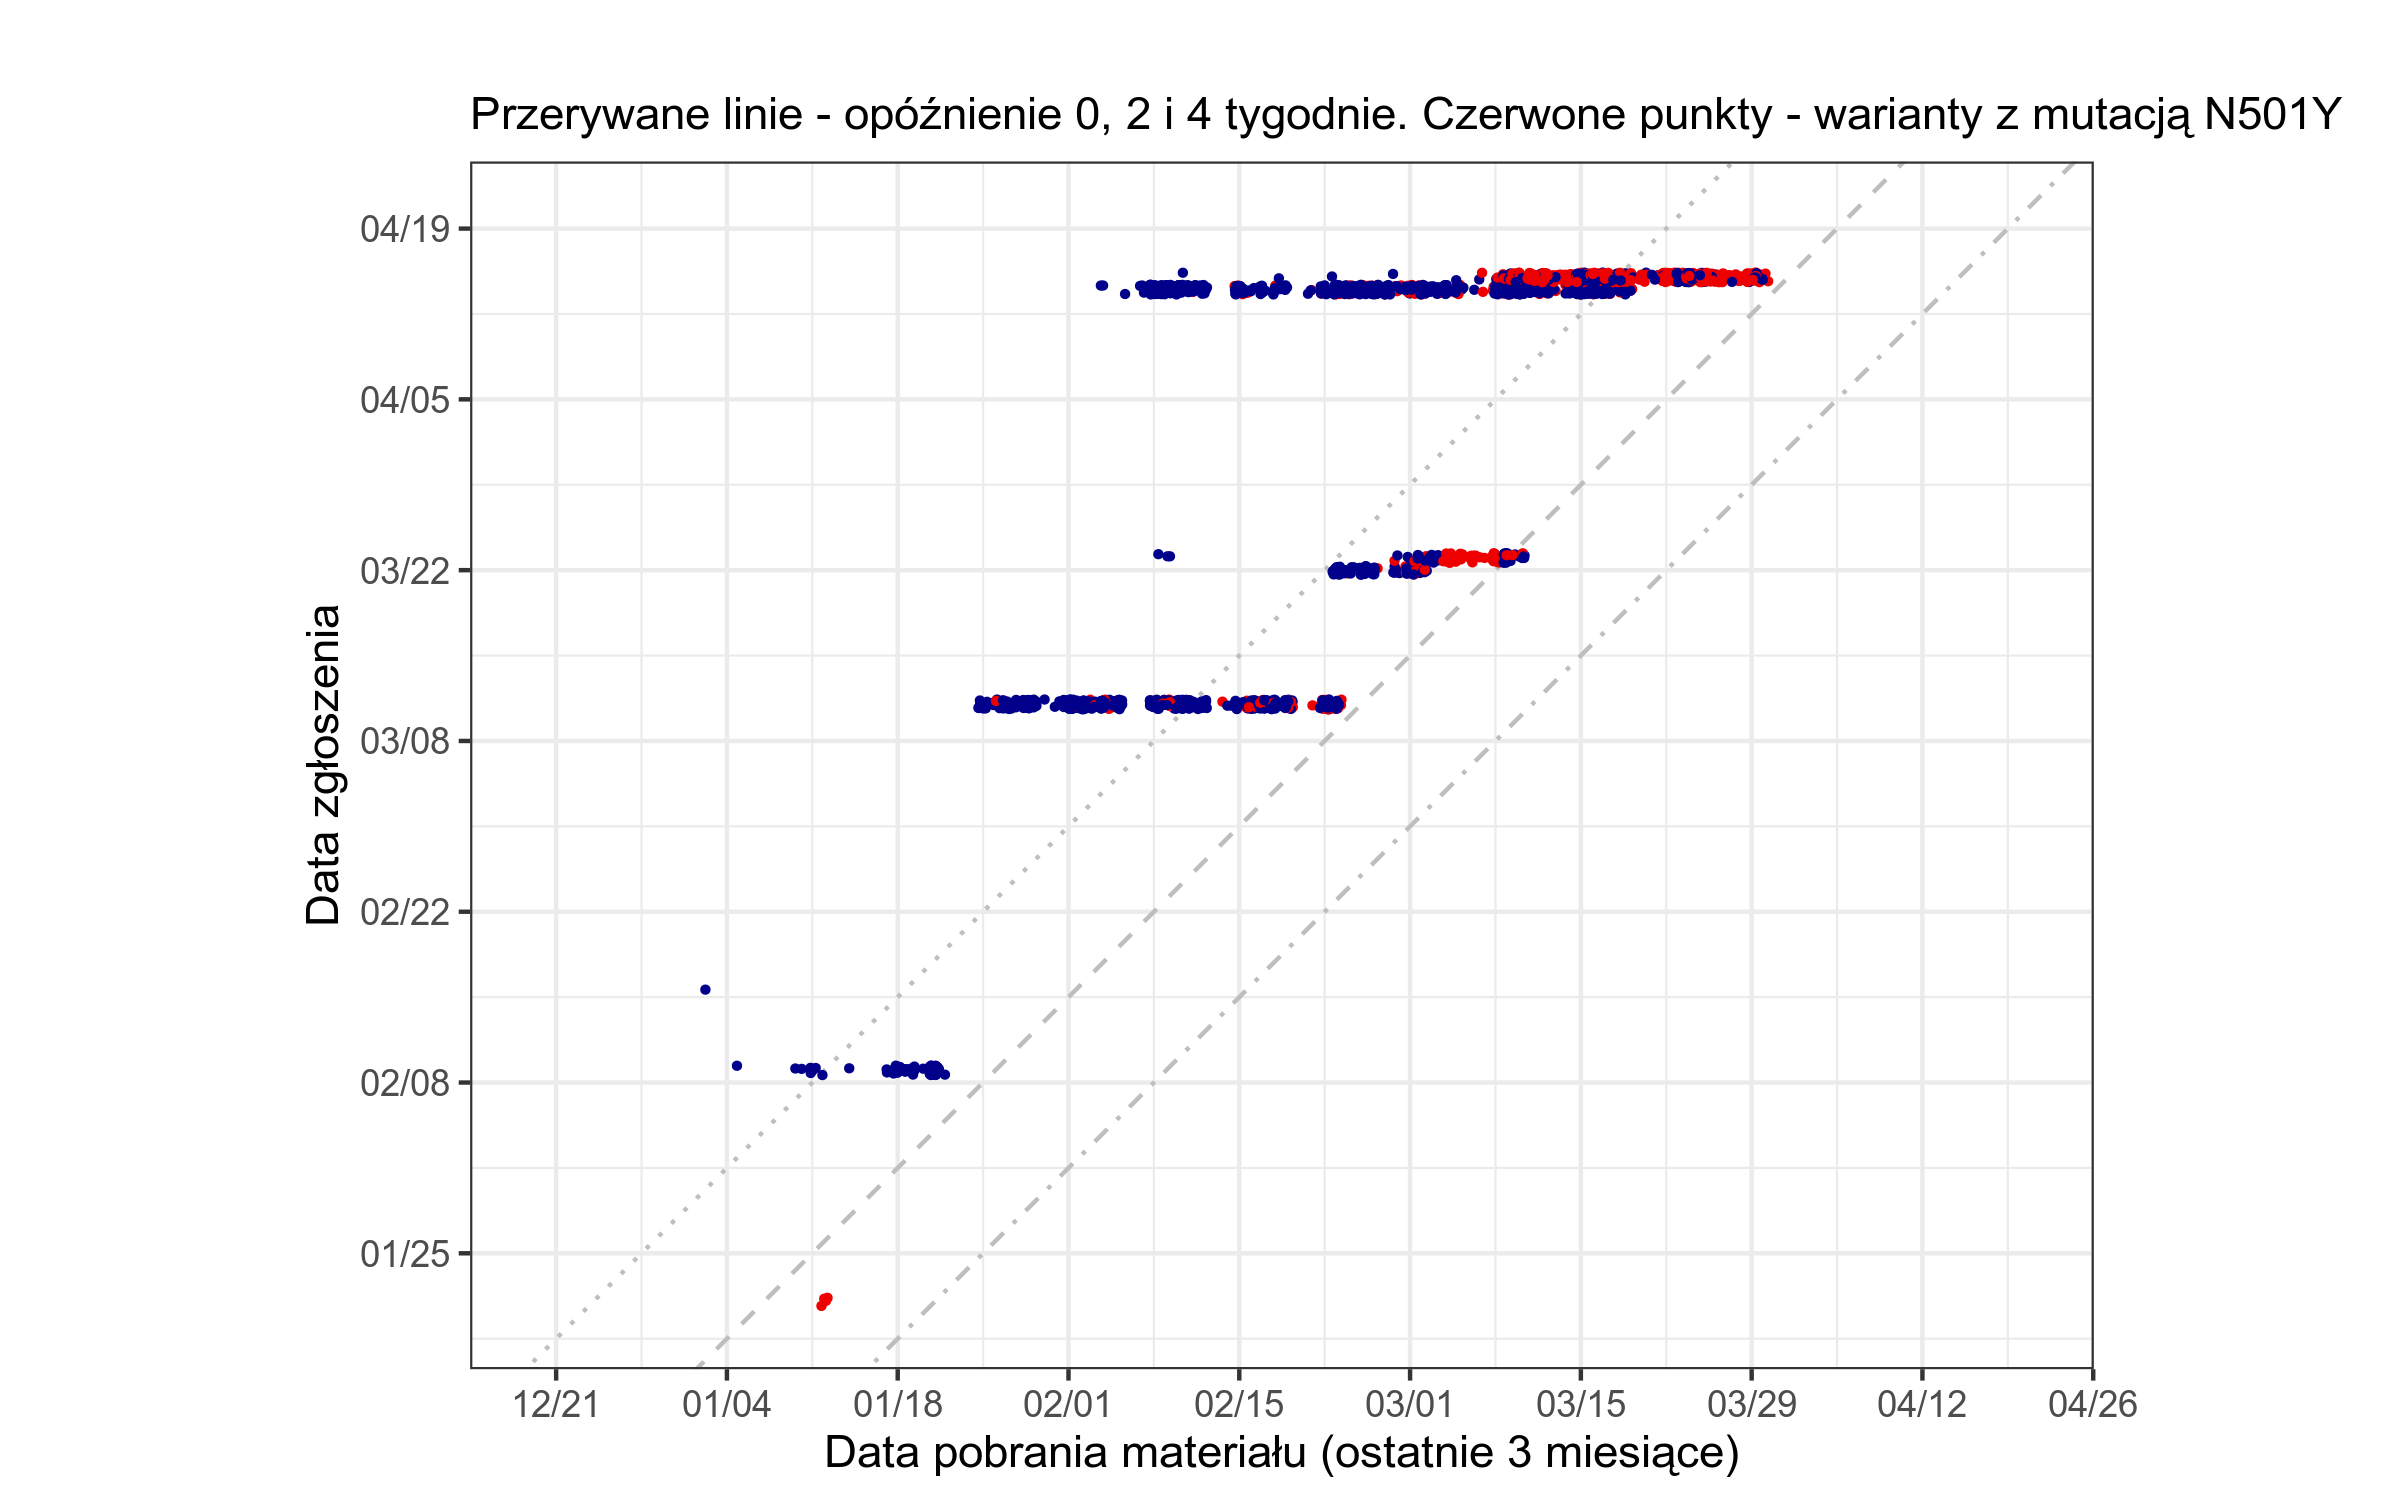 Przerywane linie - opóźnienie 0, 2 i 4 tygodnie. Czerwone punkty - warianty z mutacją N501Y
04/19
04/05
03/22
03/08
02/22
02/08
01/25
Data zgłoszenia
12/21 01/04 01/18 02/01 02/15 03/01 03/15 03/29 04/12 04/26
Data pobrania materiału (ostatnie 3 miesiące)